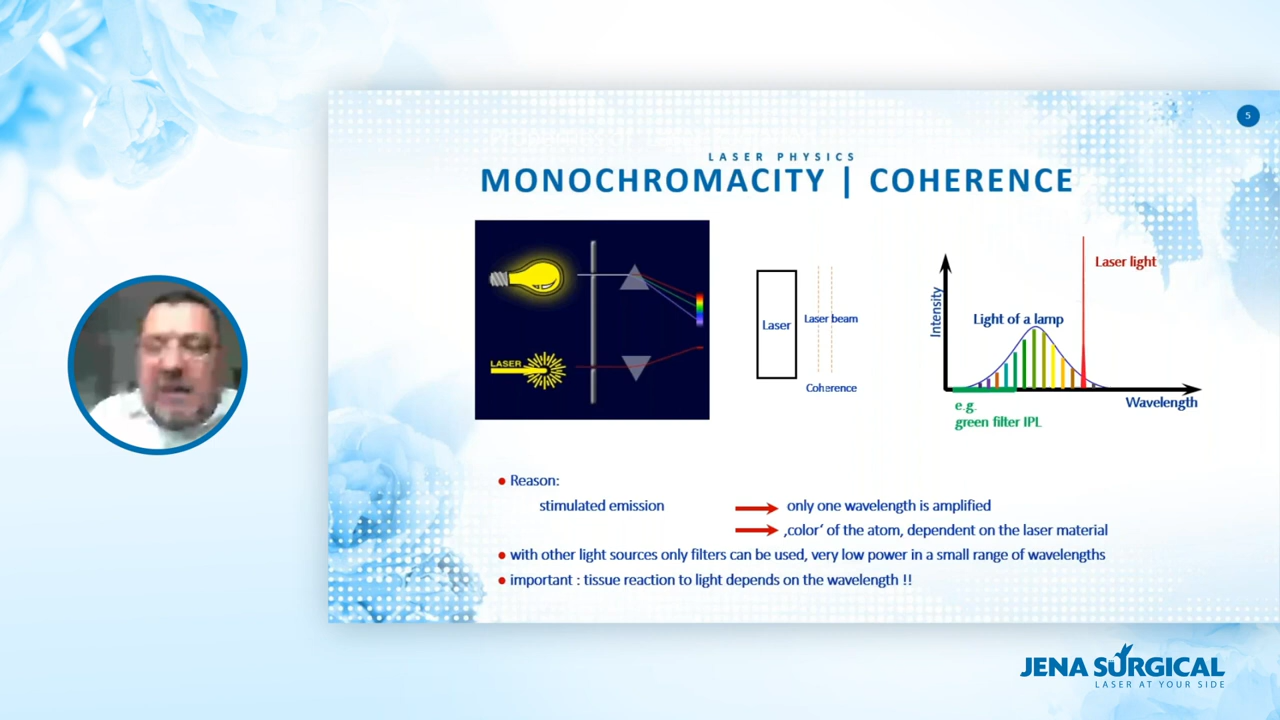 5
LASER PHYSICS
MONOCHROMACITY | COHERENCE
LASER
Laser
Laser beam
Coherence
Intensity
Light of a lamp
Laser light
Wavelength
e.g.
green filter IPL
• Reason:
stimulated emission
only one wavelength is amplified
‚color‘ of the atom, dependent on the laser material
• with other light sources only filters can be used, very low power in a small range of wavelengths
• important : tissue reaction to light depends on the wavelength !!
JENA SURGICAL
LASER AT YOUR SIDE